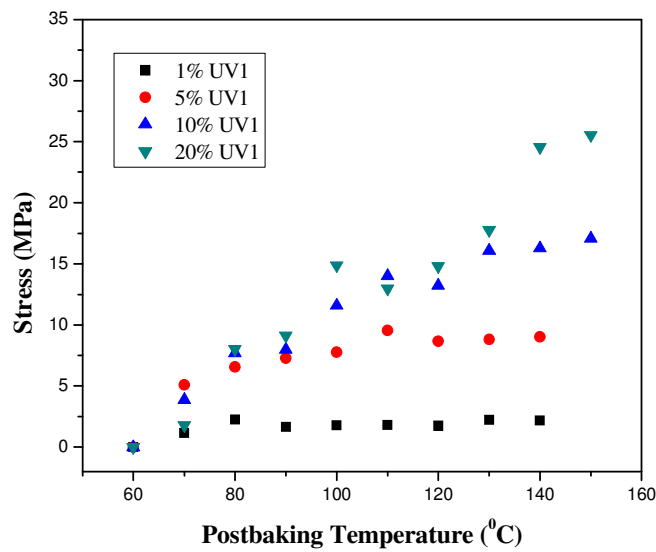 35
30
25
20
15
10
5
0
Stress (MPa)
1% UV1
5% UV1
10% UV1
20% UV1
60 80 100 120 140 160
Postbaking Temperature (⁰C)